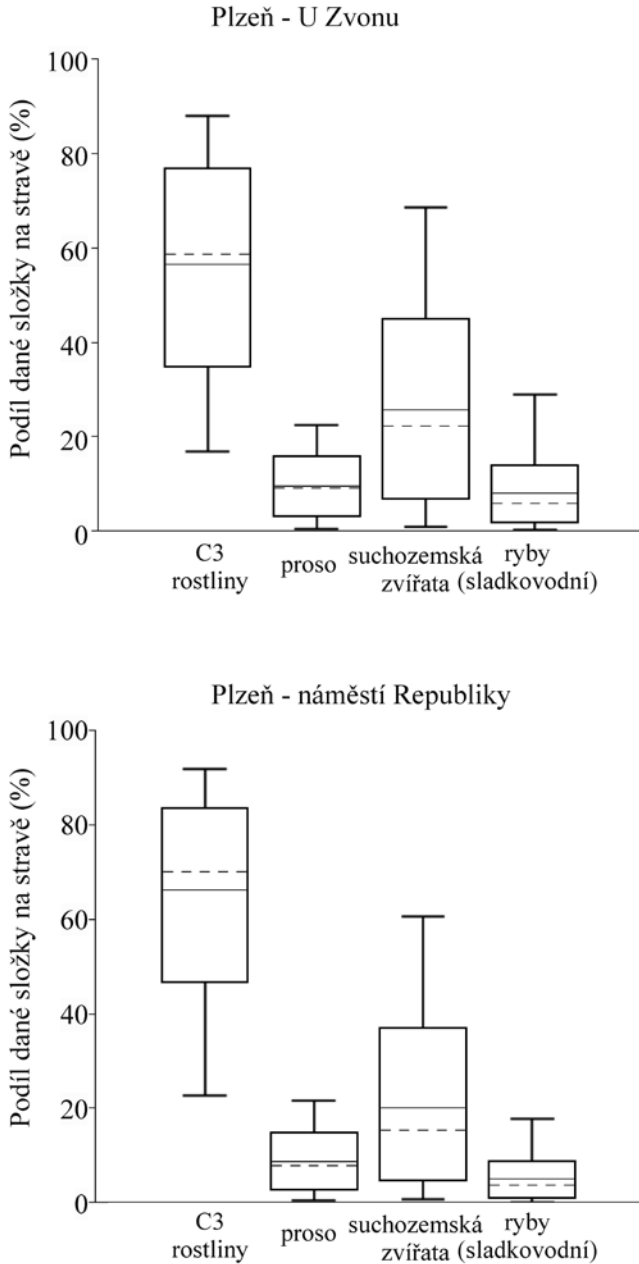 Plzeň - U Zvonu
Podíl dané složky na stravě (%)
100
80
60
40
20
0
C3 rostliny
proso
suchozemská zvířata
ryby (sladkovodní)
Plzeň - náměstí Republiky
Podíl dané složky na stravě (%)
100
80
60
40
20
0
C3 rostliny
proso
suchozemská zvířata
ryby (sladkovodní)